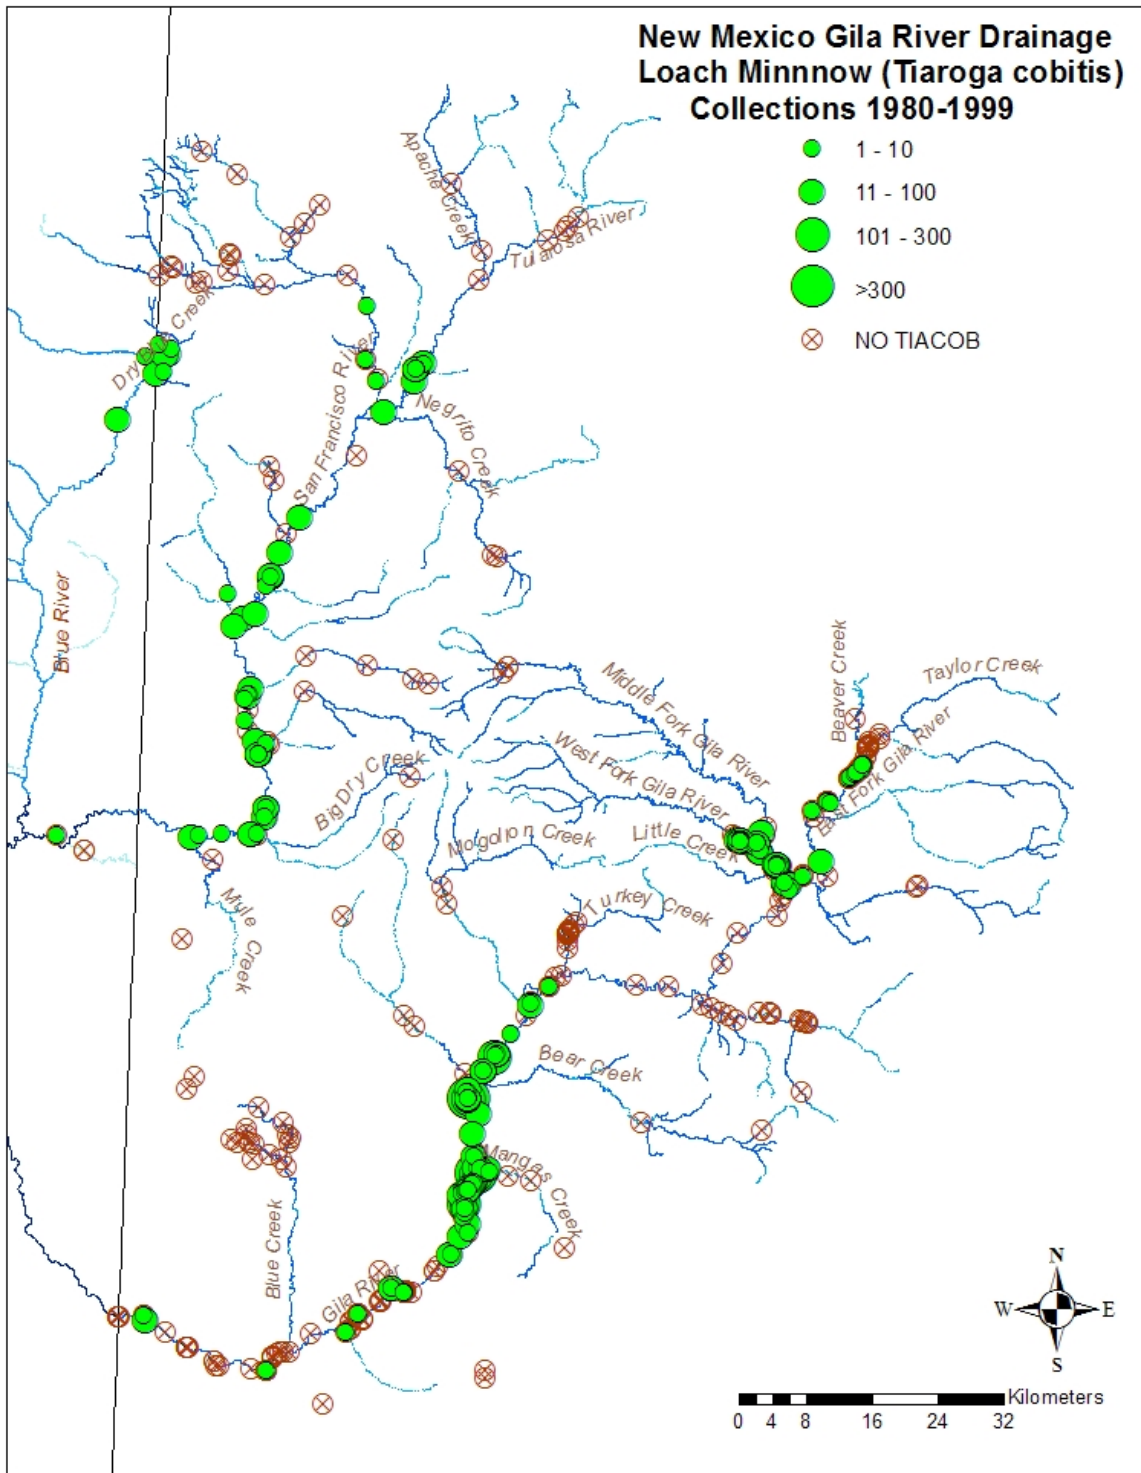 New Mexico Gila River Drainage
Loach Minnnow (Tiaroga cobitis)
Collections 1980-1999
1 - 10
11 - 100
101 - 300
>300
NO TIACOB
Apache Creek
Tularosa River
Dry Blue Creek
San Francisco River
Negrito Creek
Blue River
Middle Fork Gila River
Beaver Creek
Taylor Creek
East Fork Gila River
West Fork Gila River
Big Dry Creek
Mogollon Creek
Little Creek
Mule Creek
Turkey Creek
Bear Creek
Mangas Creek
Blue Creek
Gila River
N
W E
S
Kilometers
0 4 8 16 24 32